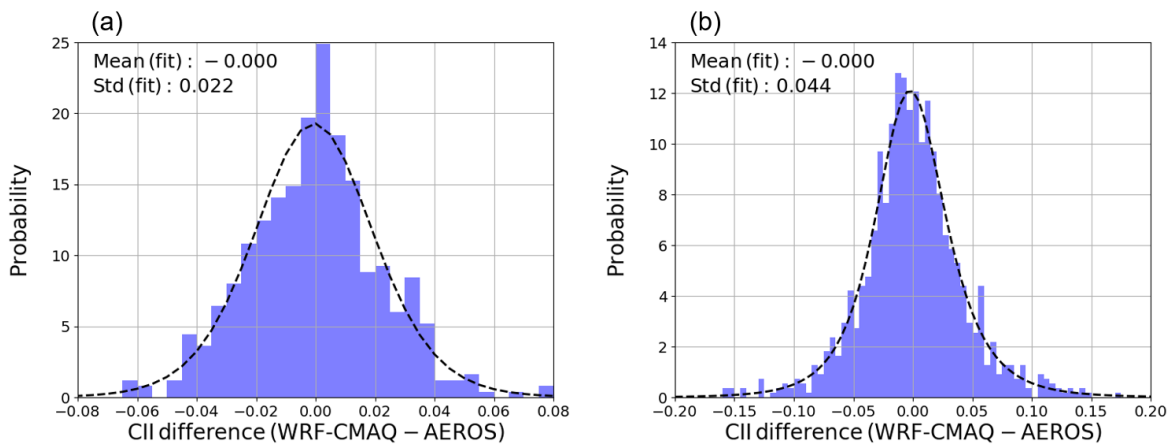 (a)
Mean (fit) : − 0.000
Std (fit) : 0.022
25
20
15
10
5
0
Probability
−0.08 −0.06 −0.04 −0.02 0.00 0.02 0.04 0.06 0.08
CII difference (WRF-CMAQ − AEROS)
(b)
Mean (fit) : − 0.000
Std (fit) : 0.044
14
12
10
8
6
4
2
0
Probability
−0.20 −0.15 −0.10 −0.05 0.00 0.05 0.10 0.15 0.20
CII difference (WRF-CMAQ − AEROS)